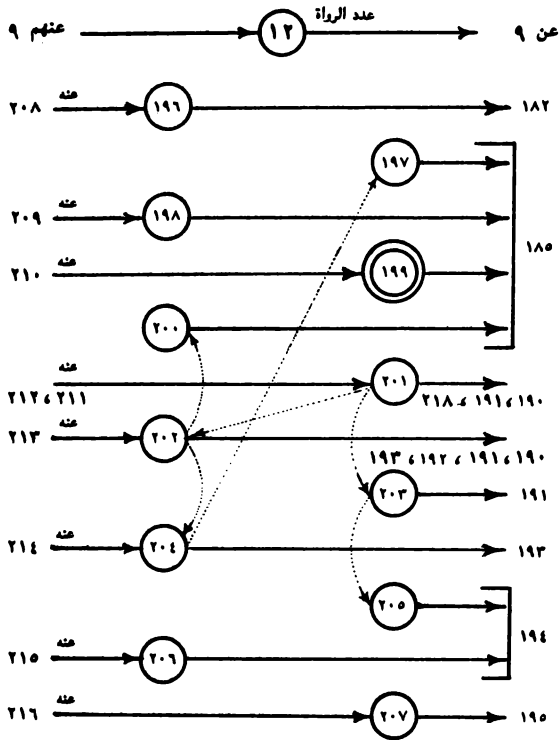 عدد الرواة
عن ٩ ١٢ عنهم ٩
١٨٢ ١٩٦ عنه ٢٠٨
١٩٧
١٩٨ عنه ٢٠٩
١٨٥
١٩٩ عنه ٢١٠
٢٠٠
٢٠١ عنه
١٩٠، ١٩١، ٢١٨ ٢١١، ٢١٢
٢٠٢ عنه ٢١٣
١٩٠، ١٩١، ١٩٢، ١٩٣
١٩١ ٢٠٣
١٩٣ ٢٠٤ عنه ٢١٤
٢٠٥
١٩٤
٢٠٦ عنه ٢١٥
١٩٥ ٢٠٧ عنه ٢١٦